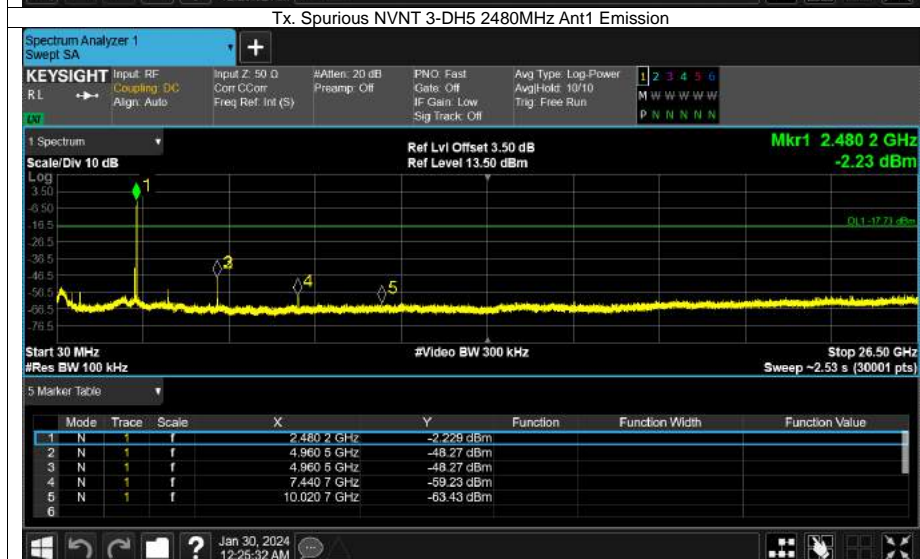 Tx. Spurious NVNT 3-DH5 2480MHz Ant1 Emission
Spectrum Analyzer 1
Swept SA
+
KEYSIGHT Input: RF Input Z: 50 Ω #Atten: 20 dB PNO: Fast Avg Type: Log-Power 1 2 3 4 5 6
RL Coupling: DC Corr CCorr Preamp: Off Gate: Off Avg|Hold: 10/10 M W W W W W
Align: Auto Freq Ref: Int (S) IF Gain: Low Trig: Free Run
Sig Track: Off P N N N N N
1 Spectrum Ref Lvl Offset 3.50 dB Mkr1 2.480 2 GHz
Scale/Div 10 dB Ref Level 13.50 dBm -2.23 dBm
Log
1
3.50
-6.50
-16.5 DL1 -17.73 dBm
-26.5
-36.5 3
-46.5
-56.5 4 5
-66.5
-76.5
Start 30 MHz #Video BW 300 kHz Stop 26.50 GHz
#Res BW 100 kHz Sweep ~2.53 s (30001 pts)
5 Marker Table
Mode Trace Scale X Y Function Function Width Function Value
1 N 1 f 2.480 2 GHz -2.229 dBm
2 N 1 f 4.960 5 GHz -48.27 dBm
3 N 1 f 4.960 5 GHz -48.27 dBm
4 N 1 f 7.440 7 GHz -59.23 dBm
5 N 1 f 10.020 7 GHz -63.43 dBm
6
? Jan 30, 2024
12:25:32 AM